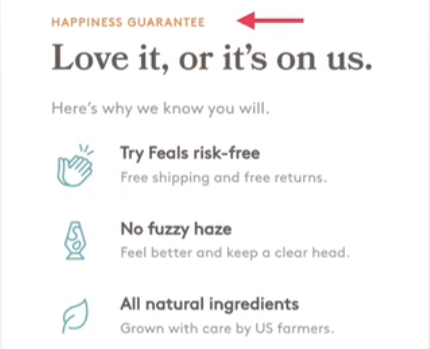 HAPPINESS GUARANTEE
Love it, or it's on us.
Here's why we know you will.
Try Feals risk-free
Free shipping and free returns.
No fuzzy haze
Feel better and keep a clear head.
All natural ingredients
Grown with care by US farmers.